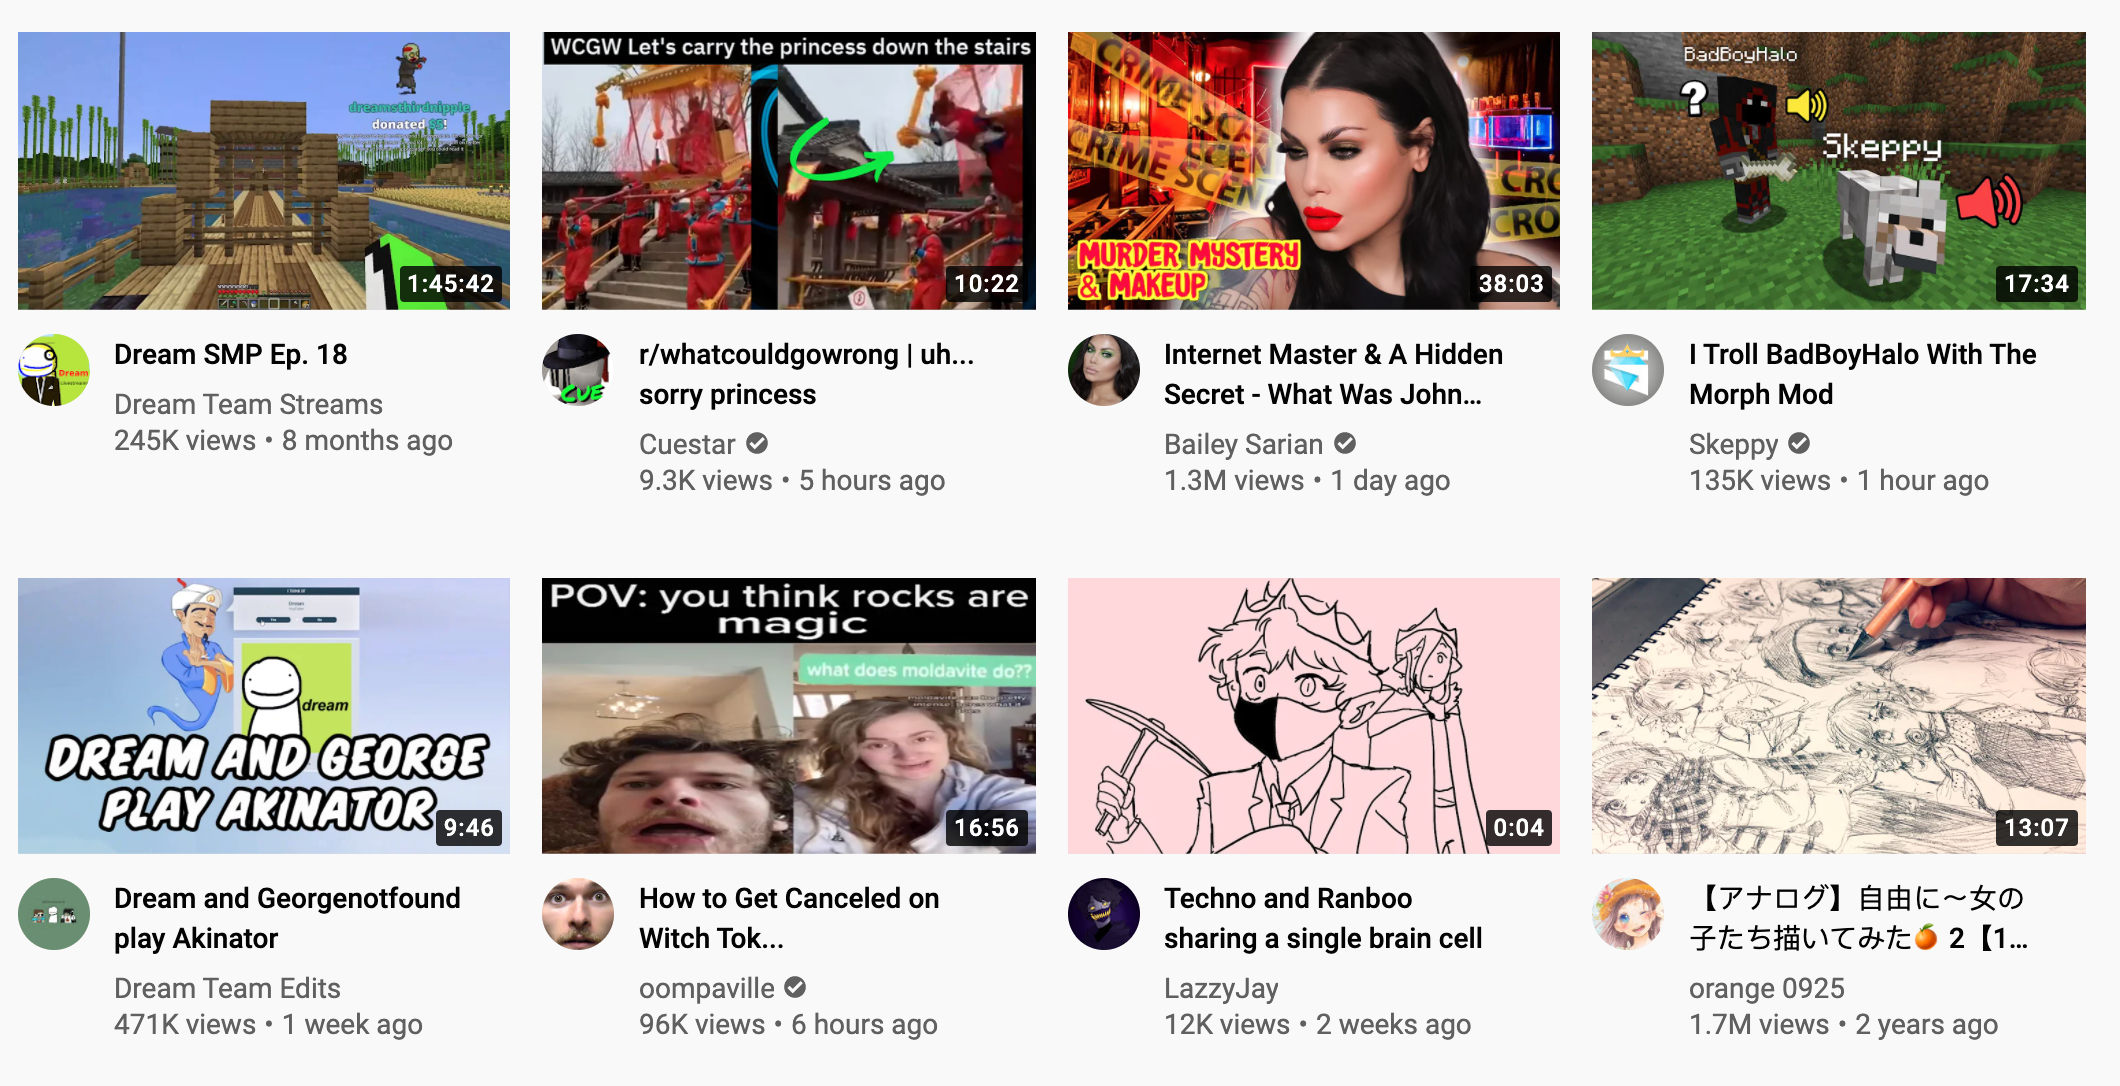 dreamsthirdnipple
donated $5!
1:45:42
Dream SMP Ep. 18
Dream Team Streams
245K views • 8 months ago
WCGW Let's carry the princess down the stairs
10:22
CUE
r/whatcouldgowrong | uh...
sorry princess
Cuestar
9.3K views • 5 hours ago
CRIME SCENE
CRIME SCENE
CRO
CRO
MURDER MYSTERY
& MAKEUP
38:03
Internet Master & A Hidden
Secret - What Was John...
Bailey Sarian
1.3M views • 1 day ago
BadBoyHalo
?
Skeppy
17:34
I Troll BadBoyHalo With The
Morph Mod
Skeppy
135K views • 1 hour ago
dream
DREAM AND GEORGE
PLAY AKINATOR
9:46
Dream and Georgenotfound
play Akinator
Dream Team Edits
471K views • 1 week ago
POV: you think rocks are
magic
what does moldavite do??
16:56
How to Get Canceled on
Witch Tok...
oompaville
96K views • 6 hours ago
0:04
Techno and Ranboo
sharing a single brain cell
LazzyJay
12K views • 2 weeks ago
13:07
【アナログ】自由に〜女の
子たち描いてみた🍊 2【1...
orange 0925
1.7M views • 2 years ago